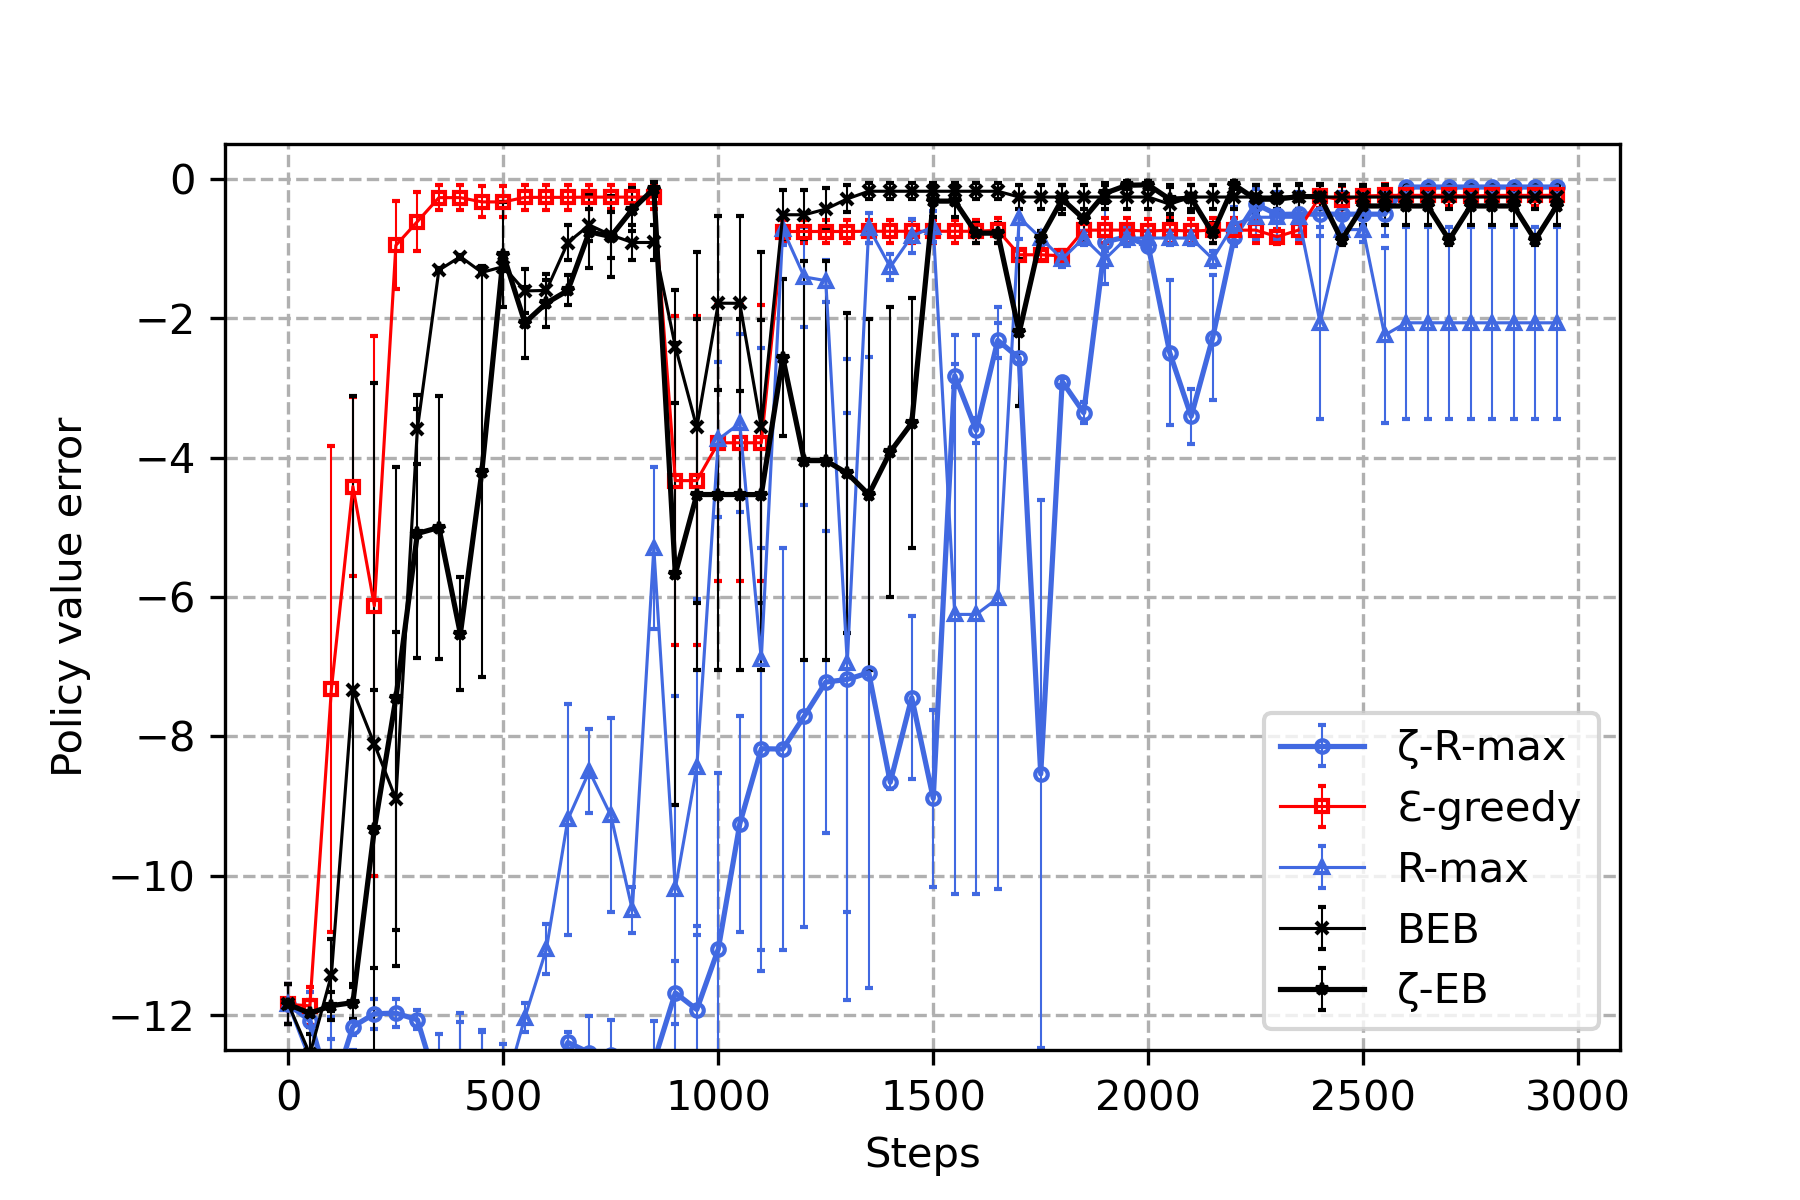 0
−2
−4
−6
−8
−10
−12
Policy value error
0 500 1000 1500 2000 2500 3000
Steps
ζ-R-max
Ɛ-greedy
R-max
BEB
ζ-EB